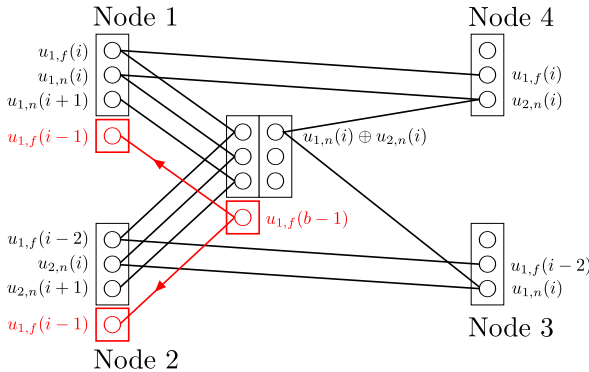 Node 1
u_{1,f}(i)
u_{1,n}(i)
u_{1,n}(i+1)
u_{1,f}(i−1)
Node 4
u_{1,f}(i)
u_{2,n}(i)
u_{1,n}(i) ⊕ u_{2,n}(i)
u_{1,f}(b−1)
u_{1,f}(i−2)
u_{2,n}(i)
u_{2,n}(i+1)
u_{1,f}(i−1)
Node 2
u_{1,f}(i−2)
u_{1,n}(i)
Node 3